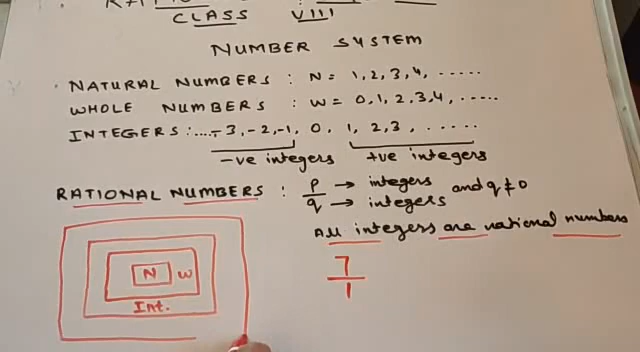 CLASS VIII
NUMBER SYSTEM
NATURAL NUMBERS : N = 1, 2, 3, 4, .....
WHOLE NUMBERS : W = 0, 1, 2, 3, 4, .....
INTEGERS : ....-3, -2, -1, 0, 1, 2, 3, .....
-ve integers +ve integers
RATIONAL NUMBERS : p/q → integers → integers and q ≠ 0
All integers are rational numbers
N W
Int.
7/1